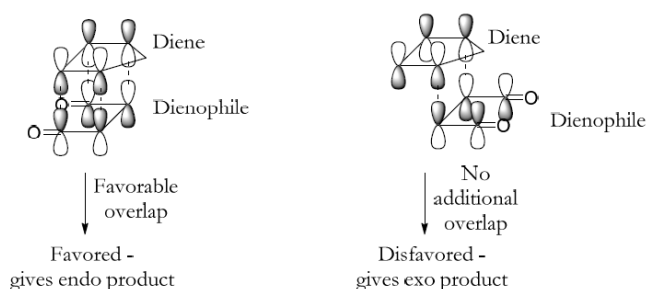 Diene
O
Dienophile
O
Favorable
overlap
Favored -
gives endo product
Diene
O
O
Dienophile
No
additional
overlap
Disfavored -
gives exo product